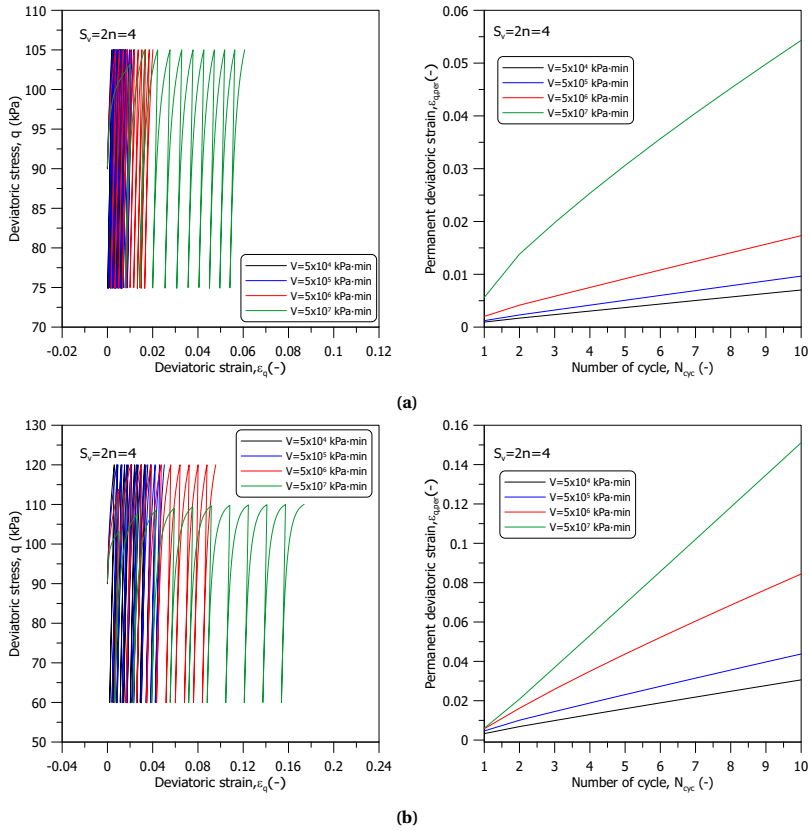 Sv=2n=4
Deviatoric stress, q (kPa)
110
105
100
95
90
85
80
75
70
V=5x10⁴ kPa·min
V=5x10⁵ kPa·min
V=5x10⁶ kPa·min
V=5x10⁷ kPa·min
-0.02 0 0.02 0.04 0.06 0.08 0.1 0.12
Deviatoric strain,εq(-)
Sv=2n=4
Permanent deviatoric strain,εq,per(-)
0.06
0.05
0.04
0.03
0.02
0.01
0
V=5x10⁴ kPa·min
V=5x10⁵ kPa·min
V=5x10⁶ kPa·min
V=5x10⁷ kPa·min
1 2 3 4 5 6 7 8 9 10
Number of cycle, Ncyc (-)
(a)
Sv=2n=4
Deviatoric stress, q (kPa)
130
120
110
100
90
80
70
60
50
V=5x10⁴ kPa·min
V=5x10⁵ kPa·min
V=5x10⁶ kPa·min
V=5x10⁷ kPa·min
-0.04 0 0.04 0.08 0.12 0.16 0.2 0.24
Deviatoric strain,εq(-)
Sv=2n=4
Permanent deviatoric strain,εq,per(-)
0.16
0.14
0.12
0.1
0.08
0.06
0.04
0.02
0
V=5x10⁴ kPa·min
V=5x10⁵ kPa·min
V=5x10⁶ kPa·min
V=5x10⁷ kPa·min
1 2 3 4 5 6 7 8 9 10
Number of cycle, Ncyc (-)
(b)